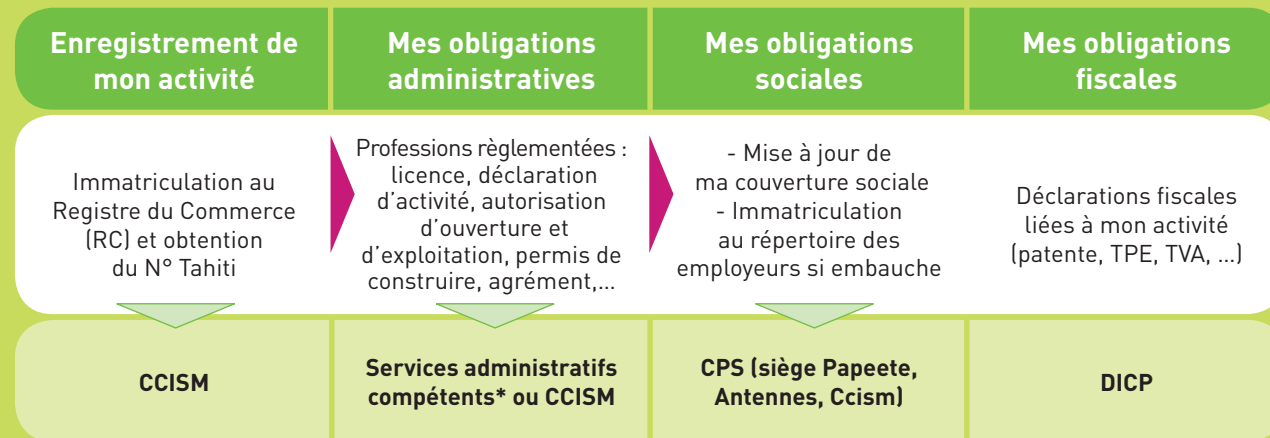 Enregistrement de
mon activité
Mes obligations
administratives
Mes obligations
sociales
Mes obligations
fiscales
Immatriculation au
Registre du Commerce
(RC) et obtention
du N° Tahiti
Professions règlementées :
licence, déclaration
d'activité, autorisation
d'ouverture et
d'exploitation, permis de
construire, agrément,...
- Mise à jour de
ma couverture sociale
- Immatriculation
au répertoire des
employeurs si embauche
Déclarations fiscales
liées à mon activité
(patente, TPE, TVA, ...)
CCISM
Services administratifs
compétents* ou CCISM
CPS (siège Papeete,
Antennes, Ccism)
DICP